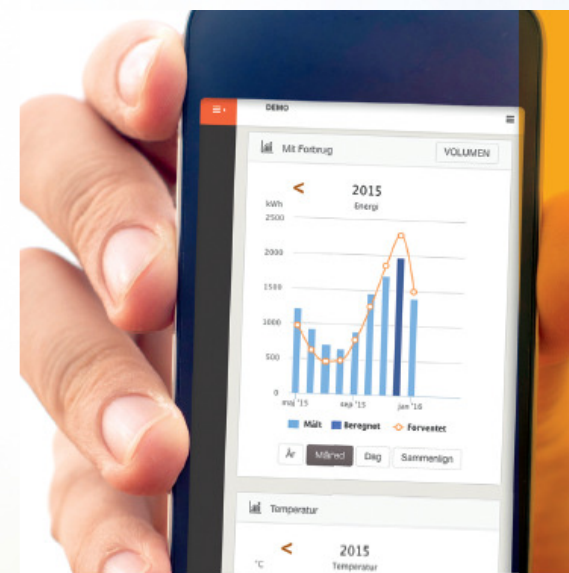 DEMO
Mit Forbrug
VOLUMEN
<
2015
Energi
kWh
2500
2000
1500
1000
500
0
maj '15
sep '15
jan '16
Målt
Beregnet
Forventet
År
Måned
Dag
Sammenlign
Temperatur
<
2015
°C
Temperatur